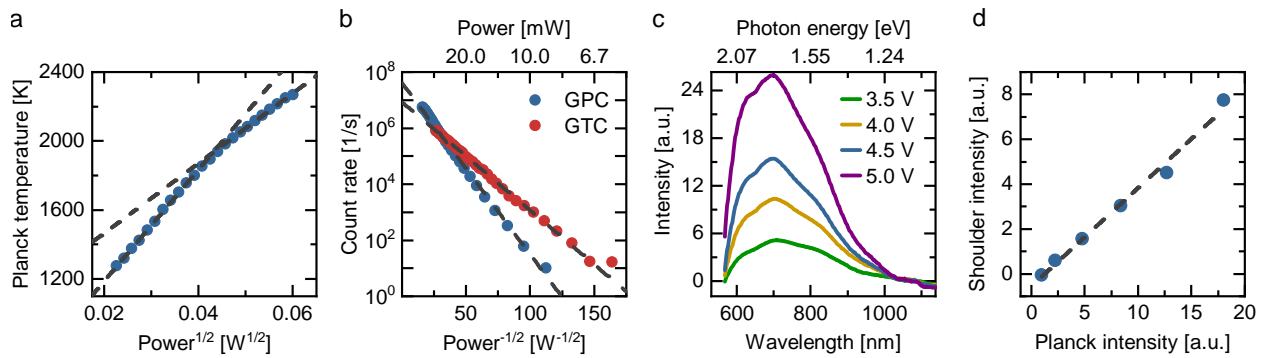 a
Planck temperature [K]
2400
2000
1600
1200
0.02
0.04
0.06
Power^1/2 [W^1/2]
b
Power [mW]
20.0
10.0
6.7
Count rate [1/s]
10^8
10^6
10^4
10^2
10^0
GPC
GTC
0
50
100
150
Power^-1/2 [W^-1/2]
c
Photon energy [eV]
2.07
1.55
1.24
Intensity [a.u.]
24
16
8
0
3.5 V
4.0 V
4.5 V
5.0 V
600
800
1000
Wavelength [nm]
d
Shoulder intensity [a.u.]
8
6
4
2
0
0
5
10
15
20
Planck intensity [a.u.]